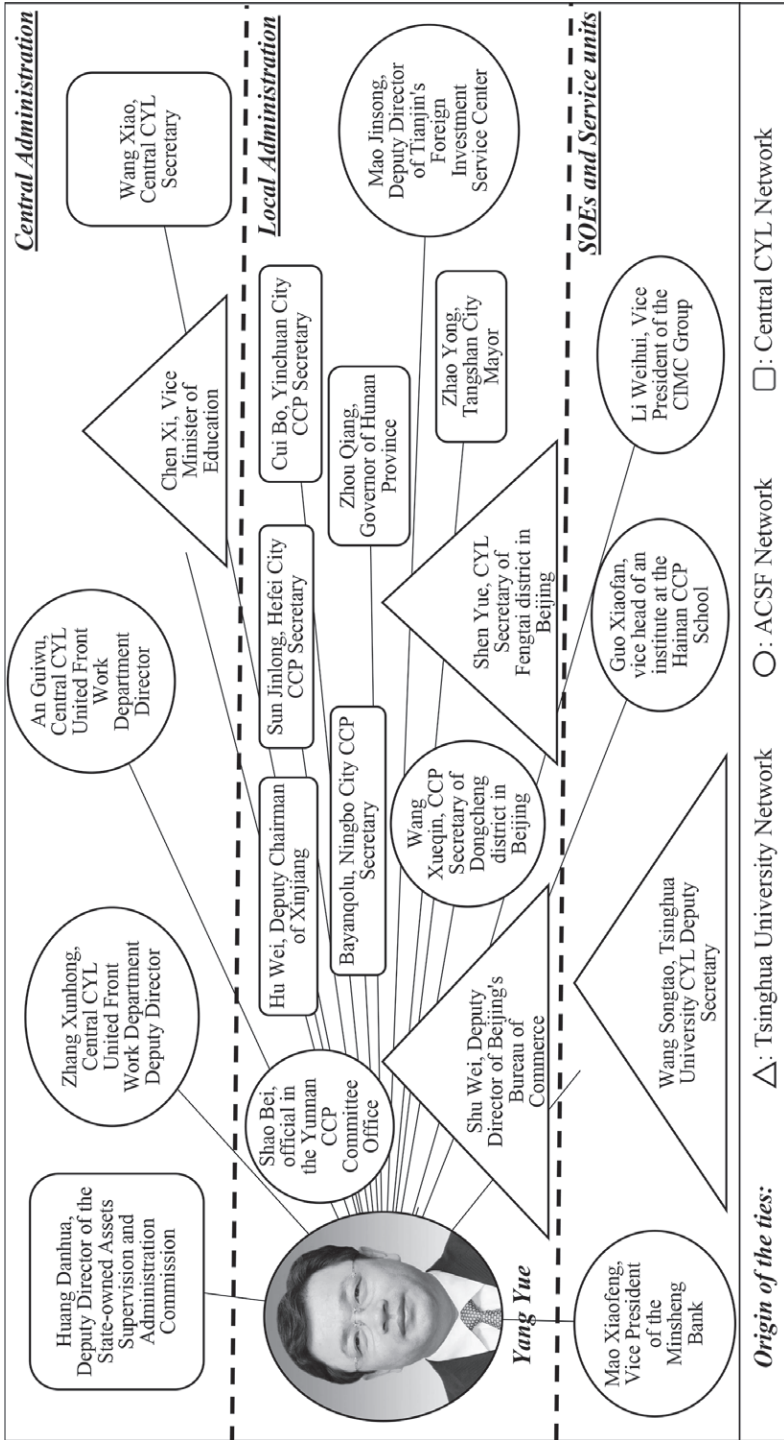 Central Administration
Huang Danhua,
Deputy Director of the
State-owned Assets
Supervision and
Administration
Commission
Zhang Xunhong,
Central CYL
United Front
Work Department
Deputy Director
An Guiwu,
Central CYL
United Front
Work
Department
Director
Chen Xi, Vice
Minister of
Education
Wang Xiao,
Central CYL
Secretary
Local Administration
Shao Bei,
official in
the Yunnan
CCP
Committee
Office
Hu Wei, Deputy Chairman
of Xinjiang
Sun Jinlong, Hefei City
CCP Secretary
Cui Bo, Yinchuan City
CCP Secretary
Bayanqolu, Ningbo City CCP
Secretary
Zhou Qiang,
Governor of Hunan
Province
Mao Jinsong,
Deputy Director
of Tianjin's
Foreign
Investment
Service Center
Yang Yue
Shu Wei, Deputy
Director of Beijing's
Bureau of
Commerce
Wang
Xueqin, CCP
Secretary of
Dongcheng
district in
Beijing
Shen Yue, CYL
Secretary of
Fengtai district in
Beijing
Zhao Yong,
Tangshan City
Mayor
SOEs and Service units
Mao Xiaofeng,
Vice President
of the
Minsheng
Bank
Wang Songtao, Tsinghua
University CYL Deputy
Secretary
Guo Xiaofan,
vice head of an
institute at the
Hainan CCP
School
Li Weihui, Vice
President of the
CIMC Group
Origin of the ties:
: Tsinghua University Network
: ACSF Network
: Central CYL Network